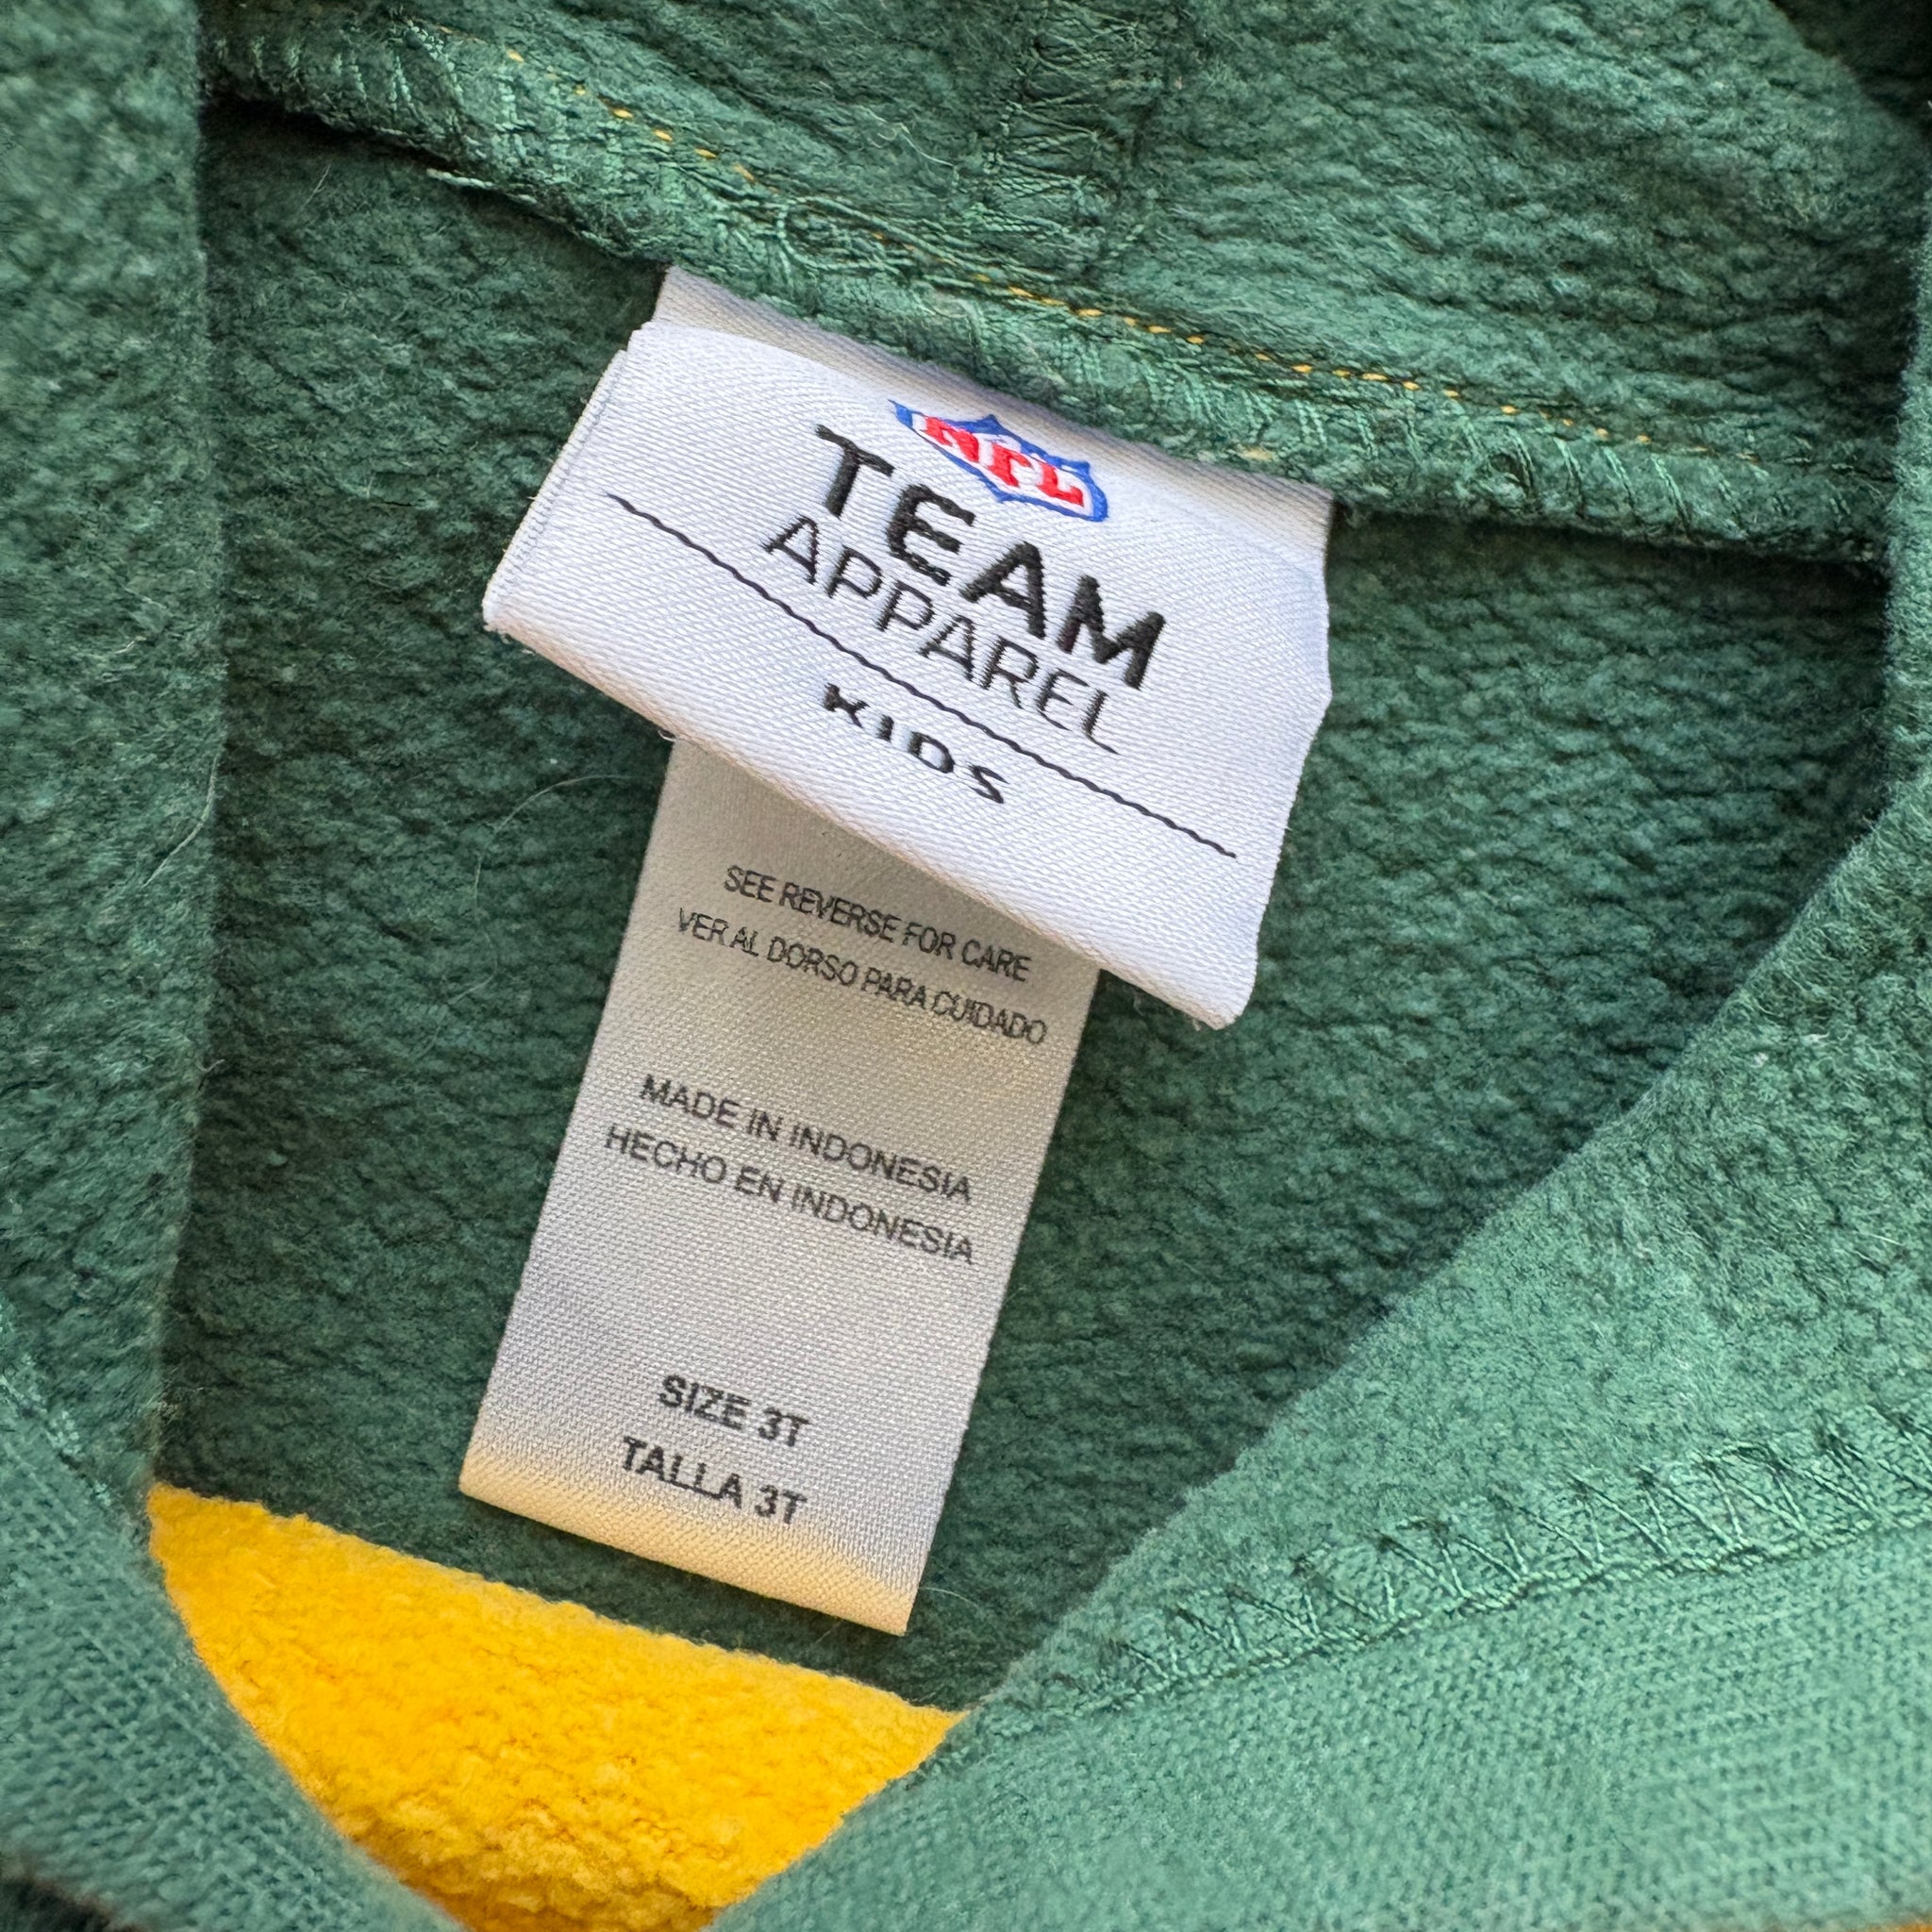 NFL
TEAM
APPAREL
KIDS
SEE REVERSE FOR CARE
VER AL DORSO PARA CUIDADO
MADE IN INDONESIA
HECHO EN INDONESIA
SIZE 3T
TALLA 3T